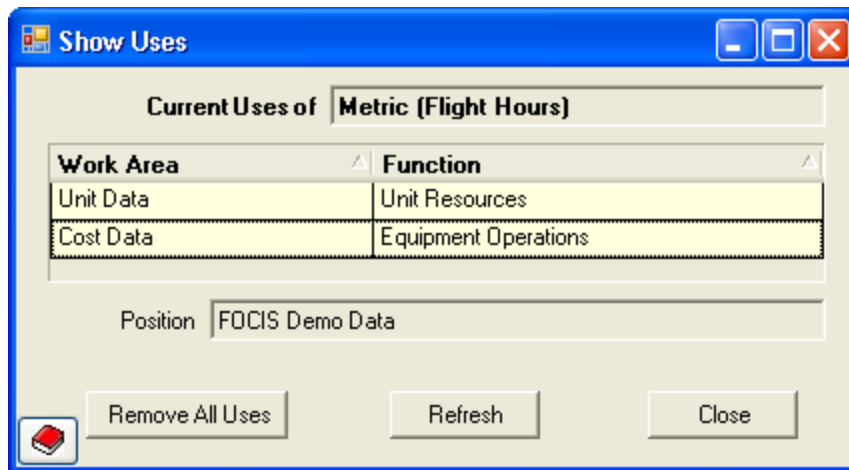 Show Uses
Current Uses of Metric (Flight Hours)
Work Area Function
Unit Data Unit Resources
Cost Data Equipment Operations
Position FOCIS Demo Data
Remove All Uses Refresh Close